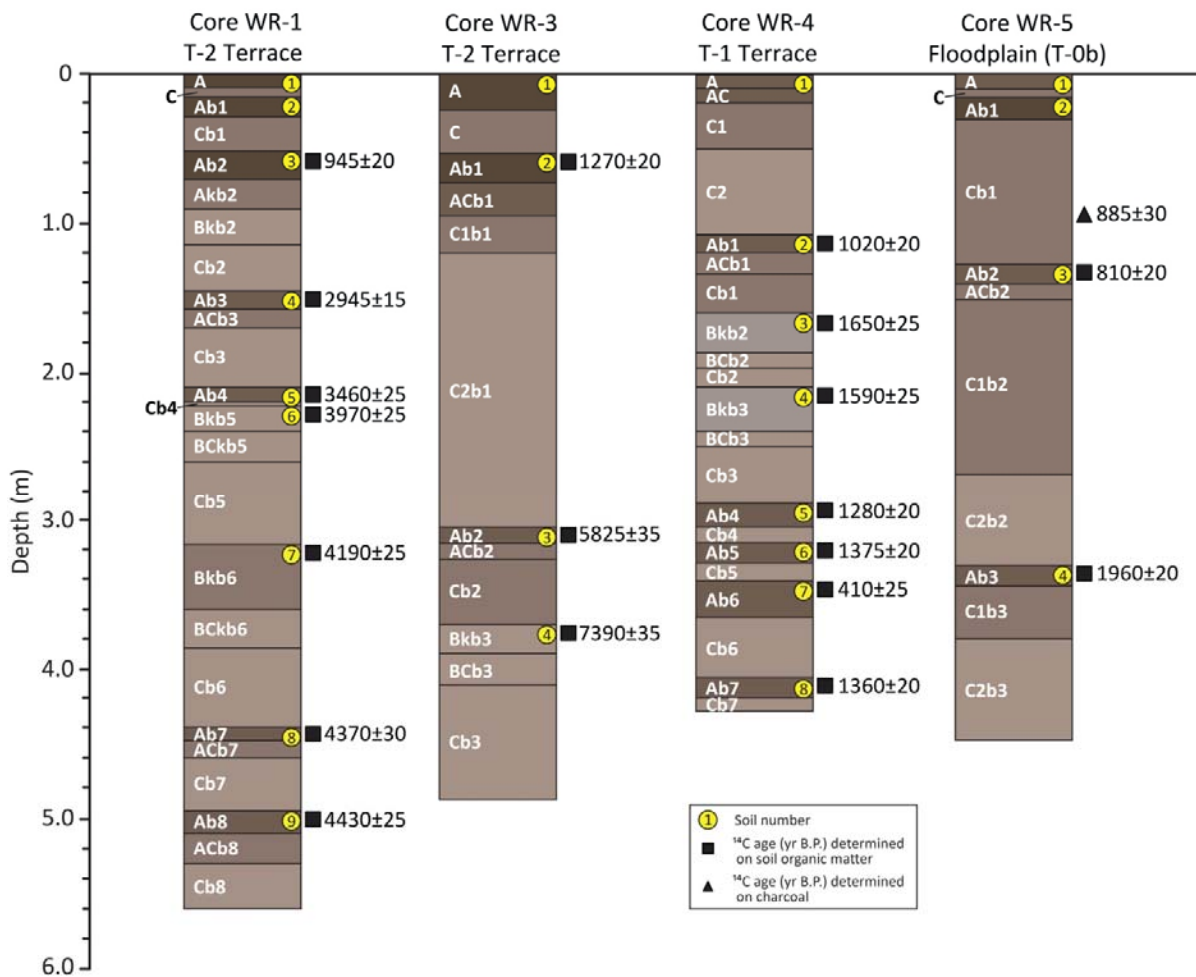 Core WR-1
T-2 Terrace
Core WR-3
T-2 Terrace
Core WR-4
T-1 Terrace
Core WR-5
Floodplain (T-0b)
Depth (m)
0
1.0
2.0
3.0
4.0
5.0
6.0
A 1
C
Ab1 2
Cb1
Ab2 3 945±20
Akb2
Bkb2
Cb2
Ab3 4 2945±15
ACb3
Cb3
Ab4 5 3460±25
Cb4
Bkb5 6 3970±25
BCkb5
Cb5
7 4190±25
Bkb6
BCkb6
Cb6
Ab7 8 4370±30
ACb7
Cb7
Ab8 9 4430±25
ACb8
Cb8
A 1
C
Ab1 2 1270±20
ACb1
C1b1
C2b1
Ab2 3 5825±35
ACb2
Cb2
Bkb3 4 7390±35
BCb3
Cb3
A 1
AC
C1
C2
Ab1 2 1020±20
ACb1
Cb1
Bkb2 3 1650±25
BCb2
Cb2
Bkb3 4 1590±25
BCb3
Cb3
Ab4 5 1280±20
Cb4
Ab5 6 1375±20
Cb5
Ab6 7 410±25
Cb6
Ab7 8 1360±20
Cb7
A 1
C
Ab1 2
Cb1
885±30
Ab2 3 810±20
ACb2
C1b2
C2b2
Ab3 4 1960±20
C1b3
C2b3
1 Soil number
¹⁴C age (yr B.P.) determined
on soil organic matter
¹⁴C age (yr B.P.) determined
on charcoal